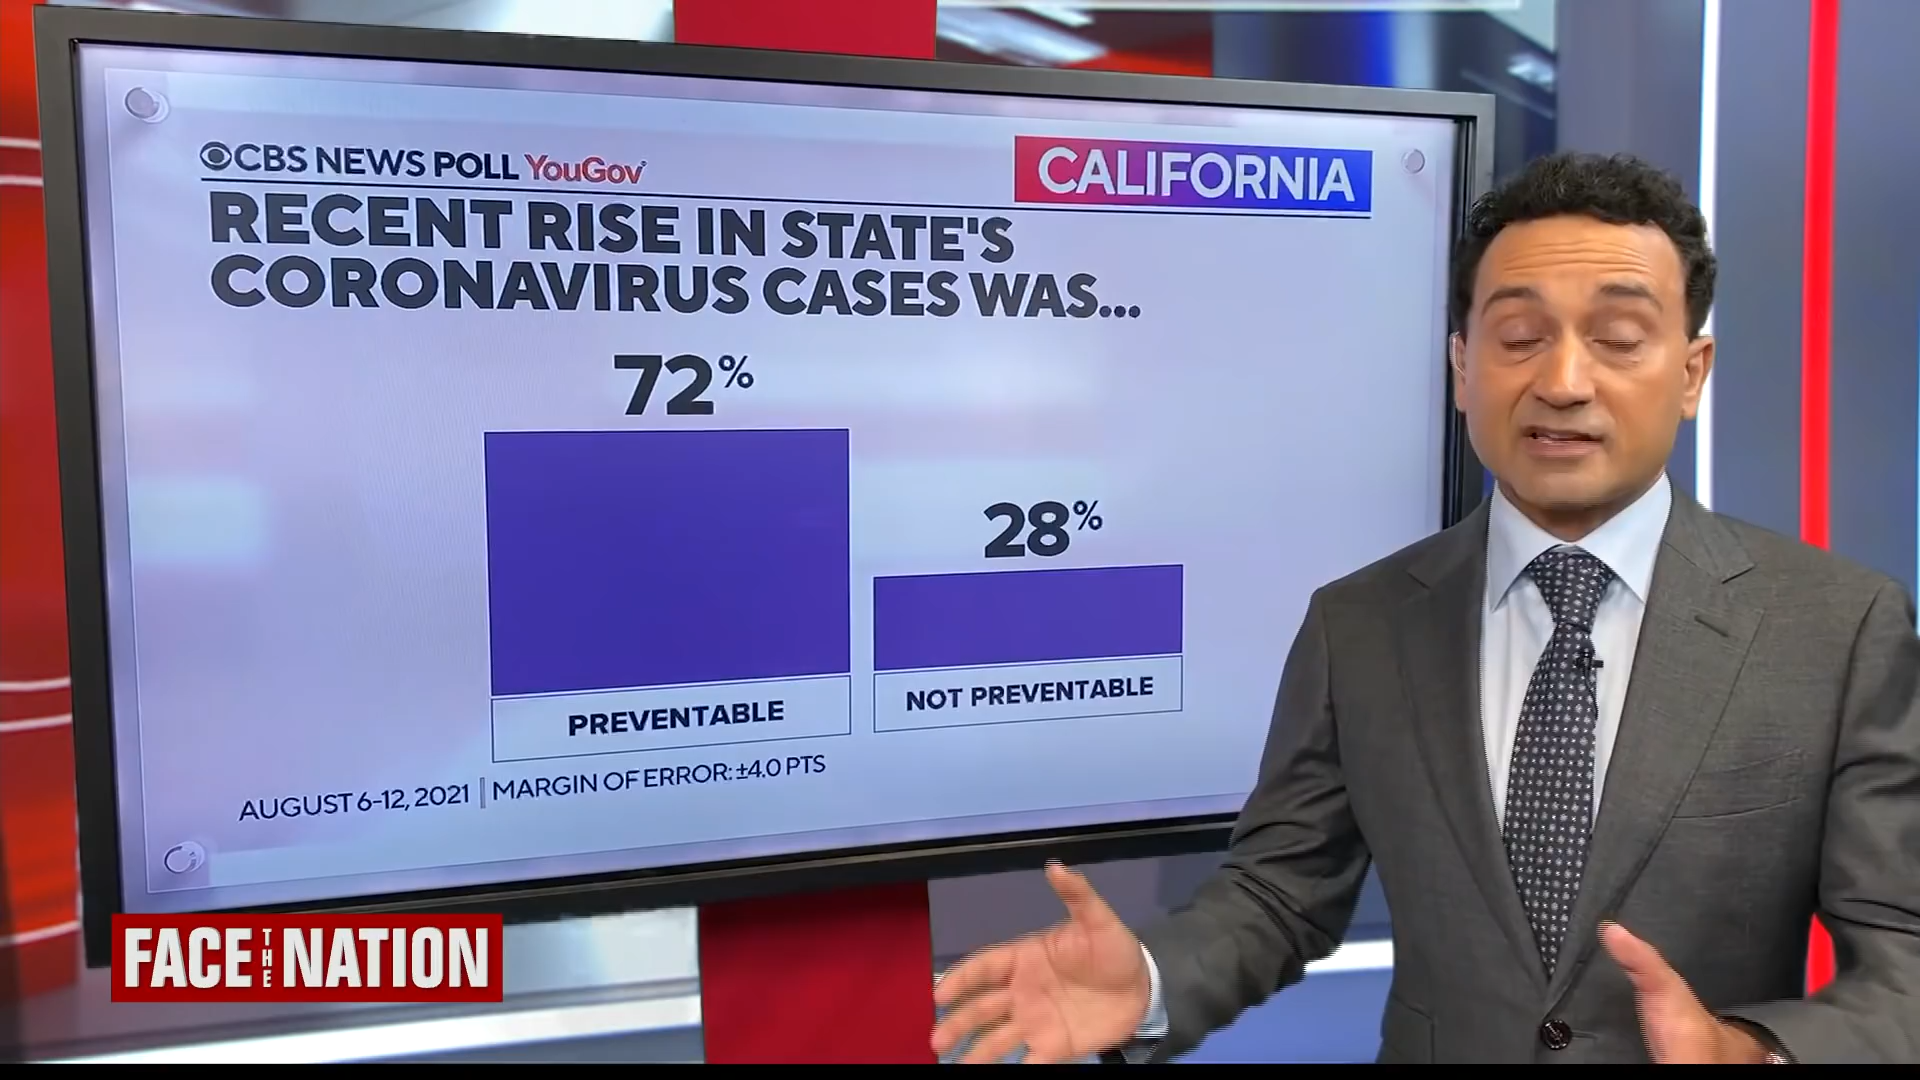 CBS NEWS POLL YouGov
CALIFORNIA
RECENT RISE IN STATE'S
CORONAVIRUS CASES WAS...
72%
28%
PREVENTABLE
NOT PREVENTABLE
AUGUST 6-12, 2021 | MARGIN OF ERROR: ±4.0 PTS
FACE THE NATION